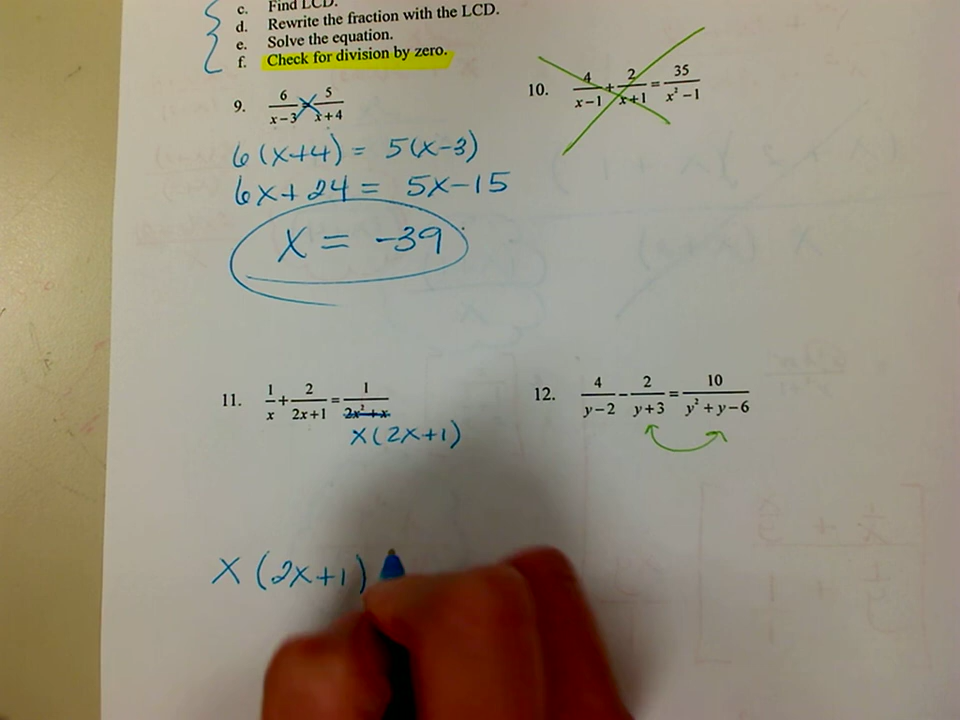 c. Find LCD.
d. Rewrite the fraction with the LCD.
e. Solve the equation.
f. Check for division by zero.
9. 6/(x-3) = 5/(x+4)
10. 4/(x-1) + 2/(x+1) = 35/(x²-1)
6(x+4) = 5(x-3)
6x+24 = 5x-15
x = -39
11. 1/x + 2/(2x+1) = 1/(2x²+x)
x(2x+1)
12. 4/(y-2) - 2/(y+3) = 10/(y²+y-6)
x(2x+1)